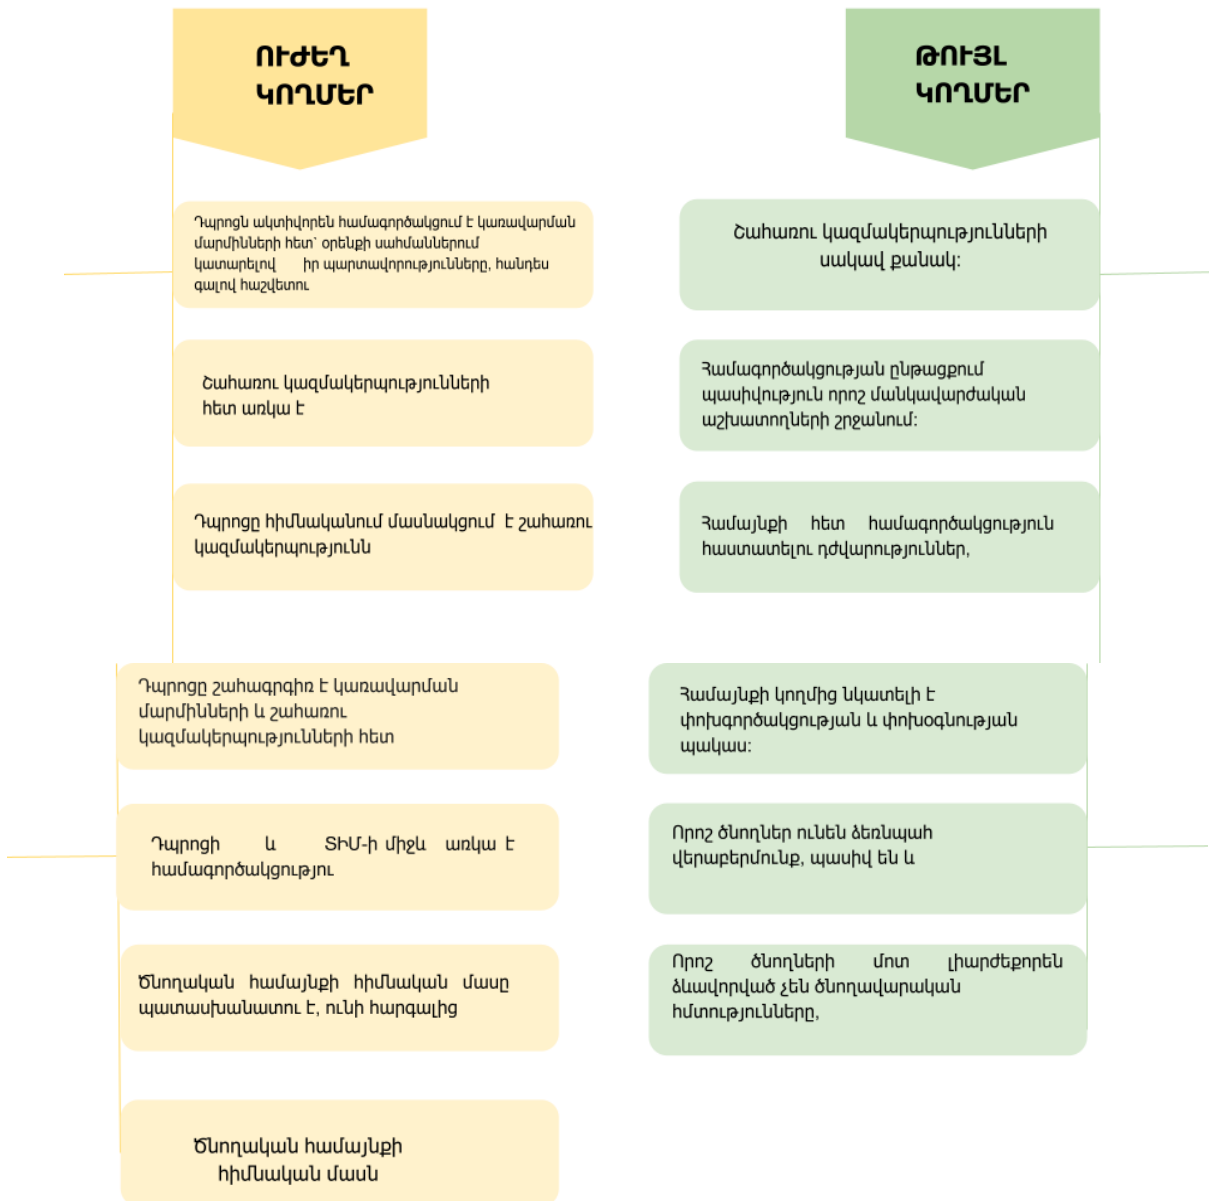 ՈՒԺԵՂ
ԿՈՂՄԵՐ
Դպրոցն ակտիվորեն համագործակցում է կառավարման
մարմինների հետ՝ օրենքի սահմաններում
կատարելով իր պարտավորությունները, հանդես
գալով հաշվետու
Շահառու կազմակերպությունների
հետ առկա է
Դպրոցը հիմնականում մասնակցում է շահառու
կազմակերպությունն
Դպրոցը շահագրգիռ է կառավարման
մարմինների և շահառու
կազմակերպությունների հետ
Դպրոցի և ՏԻՄ-ի միջև առկա է
համագործակցությու
Ծնողական համայնքի հիմնական մասը
պատասխանատու է, ունի հարգալից
Ծնողական համայնքի
հիմնական մասն
ԹՈՒՅԼ
ԿՈՂՄԵՐ
Շահառու կազմակերպությունների
սակավ քանակ:
Համագործակցության ընթացքում
պասիվություն որոշ մանկավարժական
աշխատողների շրջանում:
Համայնքի հետ համագործակցություն
հաստատելու դժվարություններ,
Համայնքի կողմից նկատելի է
փոխգործակցության և փոխօգնության
պակաս:
Որոշ ծնողներ ունեն ձեռնպահ
վերաբերմունք, պասիվ են և
Որոշ ծնողների մոտ լիարժեքորեն
ձևավորված չեն ծնողավարական
հմտությունները,